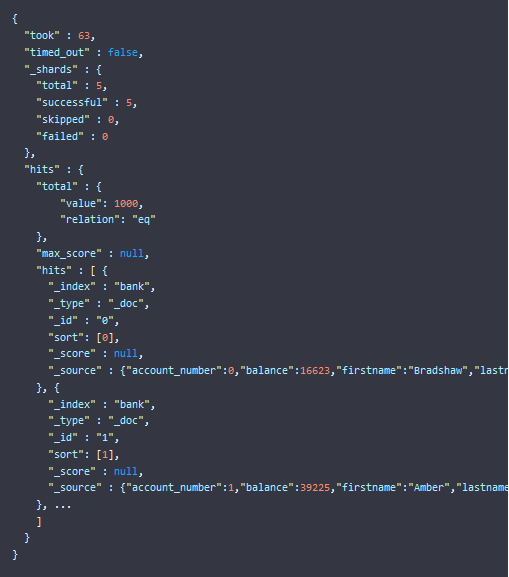 {
  "took" : 63,
  "timed_out" : false,
  "_shards" : {
    "total" : 5,
    "successful" : 5,
    "skipped" : 0,
    "failed" : 0
  },
  "hits" : {
    "total" : {
        "value": 1000,
        "relation": "eq"
    },
    "max_score" : null,
    "hits" : [ {
      "_index" : "bank",
      "_type" : "_doc",
      "_id" : "0",
      "sort": [0],
      "_score" : null,
      "_source" : {"account_number":0,"balance":16623,"firstname":"Bradshaw","lastn
    }, {
      "_index" : "bank",
      "_type" : "_doc",
      "_id" : "1",
      "sort": [1],
      "_score" : null,
      "_source" : {"account_number":1,"balance":39225,"firstname":"Amber","lastname
    }, ...
    ]
  }
}